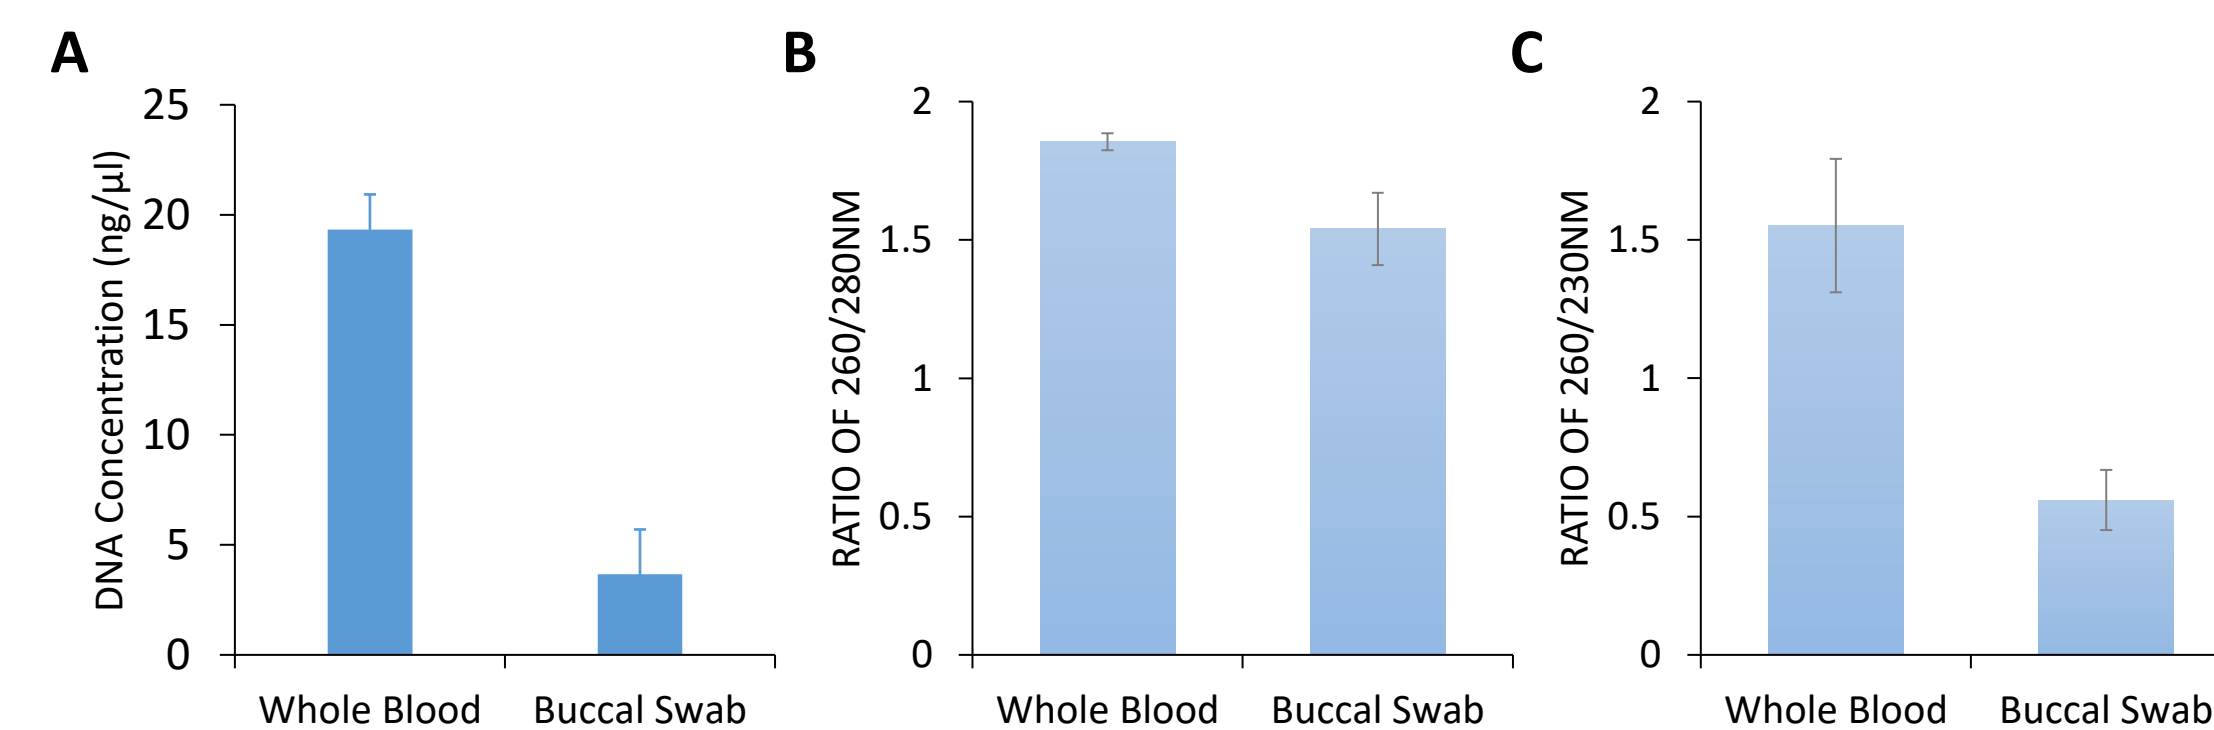 A
DNA Concentration (ng/µl)
25
20
15
10
5
0
Whole Blood
Buccal Swab
B
RATIO OF 260/280NM
2
1.5
1
0.5
0
Whole Blood
Buccal Swab
C
RATIO OF 260/230NM
2
1.5
1
0.5
0
Whole Blood
Buccal Swab